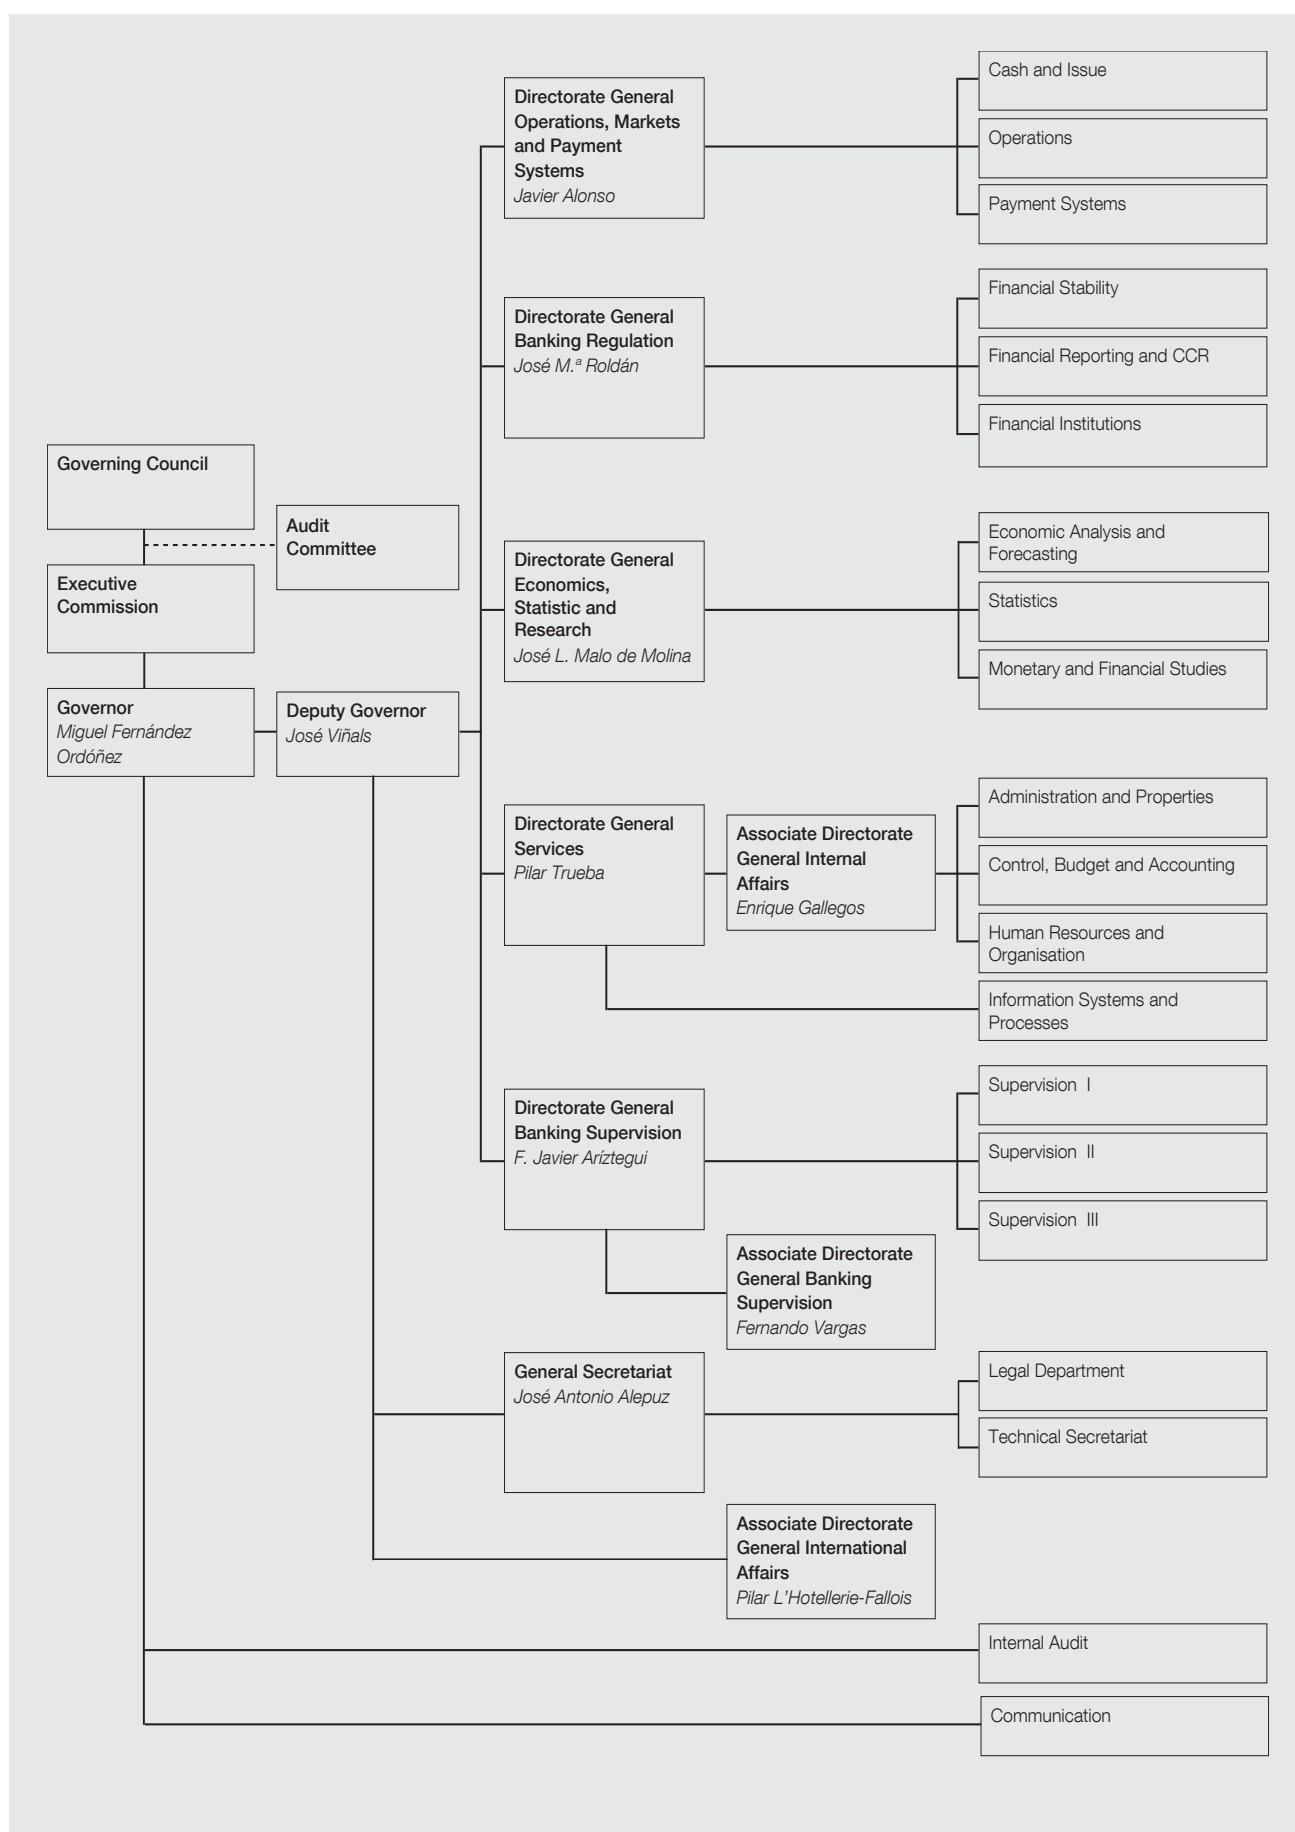 Governing Council
Audit
Committee
Executive
Commission
Governor
Miguel Fernández
Ordóñez
Deputy Governor
José Viñals
Directorate General
Operations, Markets
and Payment
Systems
Javier Alonso
Cash and Issue
Operations
Payment Systems
Directorate General
Banking Regulation
José M.ª Roldán
Financial Stability
Financial Reporting and CCR
Financial Institutions
Directorate General
Economics,
Statistic and
Research
José L. Malo de Molina
Economic Analysis and
Forecasting
Statistics
Monetary and Financial Studies
Directorate General
Services
Pilar Trueba
Associate Directorate
General Internal
Affairs
Enrique Gallegos
Administration and Properties
Control, Budget and Accounting
Human Resources and
Organisation
Information Systems and
Processes
Directorate General
Banking Supervision
F. Javier Aríztegui
Supervision I
Supervision II
Supervision III
Associate Directorate
General Banking
Supervision
Fernando Vargas
General Secretariat
José Antonio Alepuz
Legal Department
Technical Secretariat
Associate Directorate
General International
Affairs
Pilar L'Hotellerie-Fallois
Internal Audit
Communication